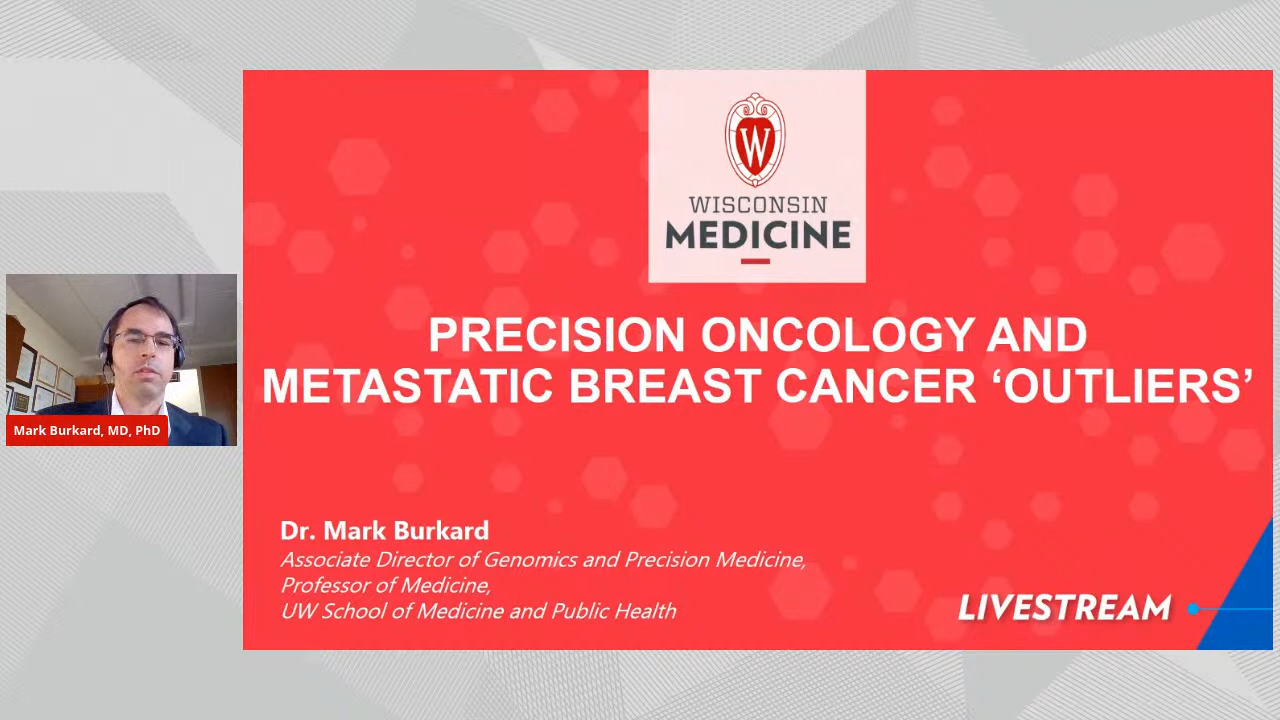 W
WISCONSIN
MEDICINE
PRECISION ONCOLOGY AND
METASTATIC BREAST CANCER ‘OUTLIERS’
Mark Burkard, MD, PhD
Dr. Mark Burkard
Associate Director of Genomics and Precision Medicine,
Professor of Medicine,
UW School of Medicine and Public Health
LIVESTREAM